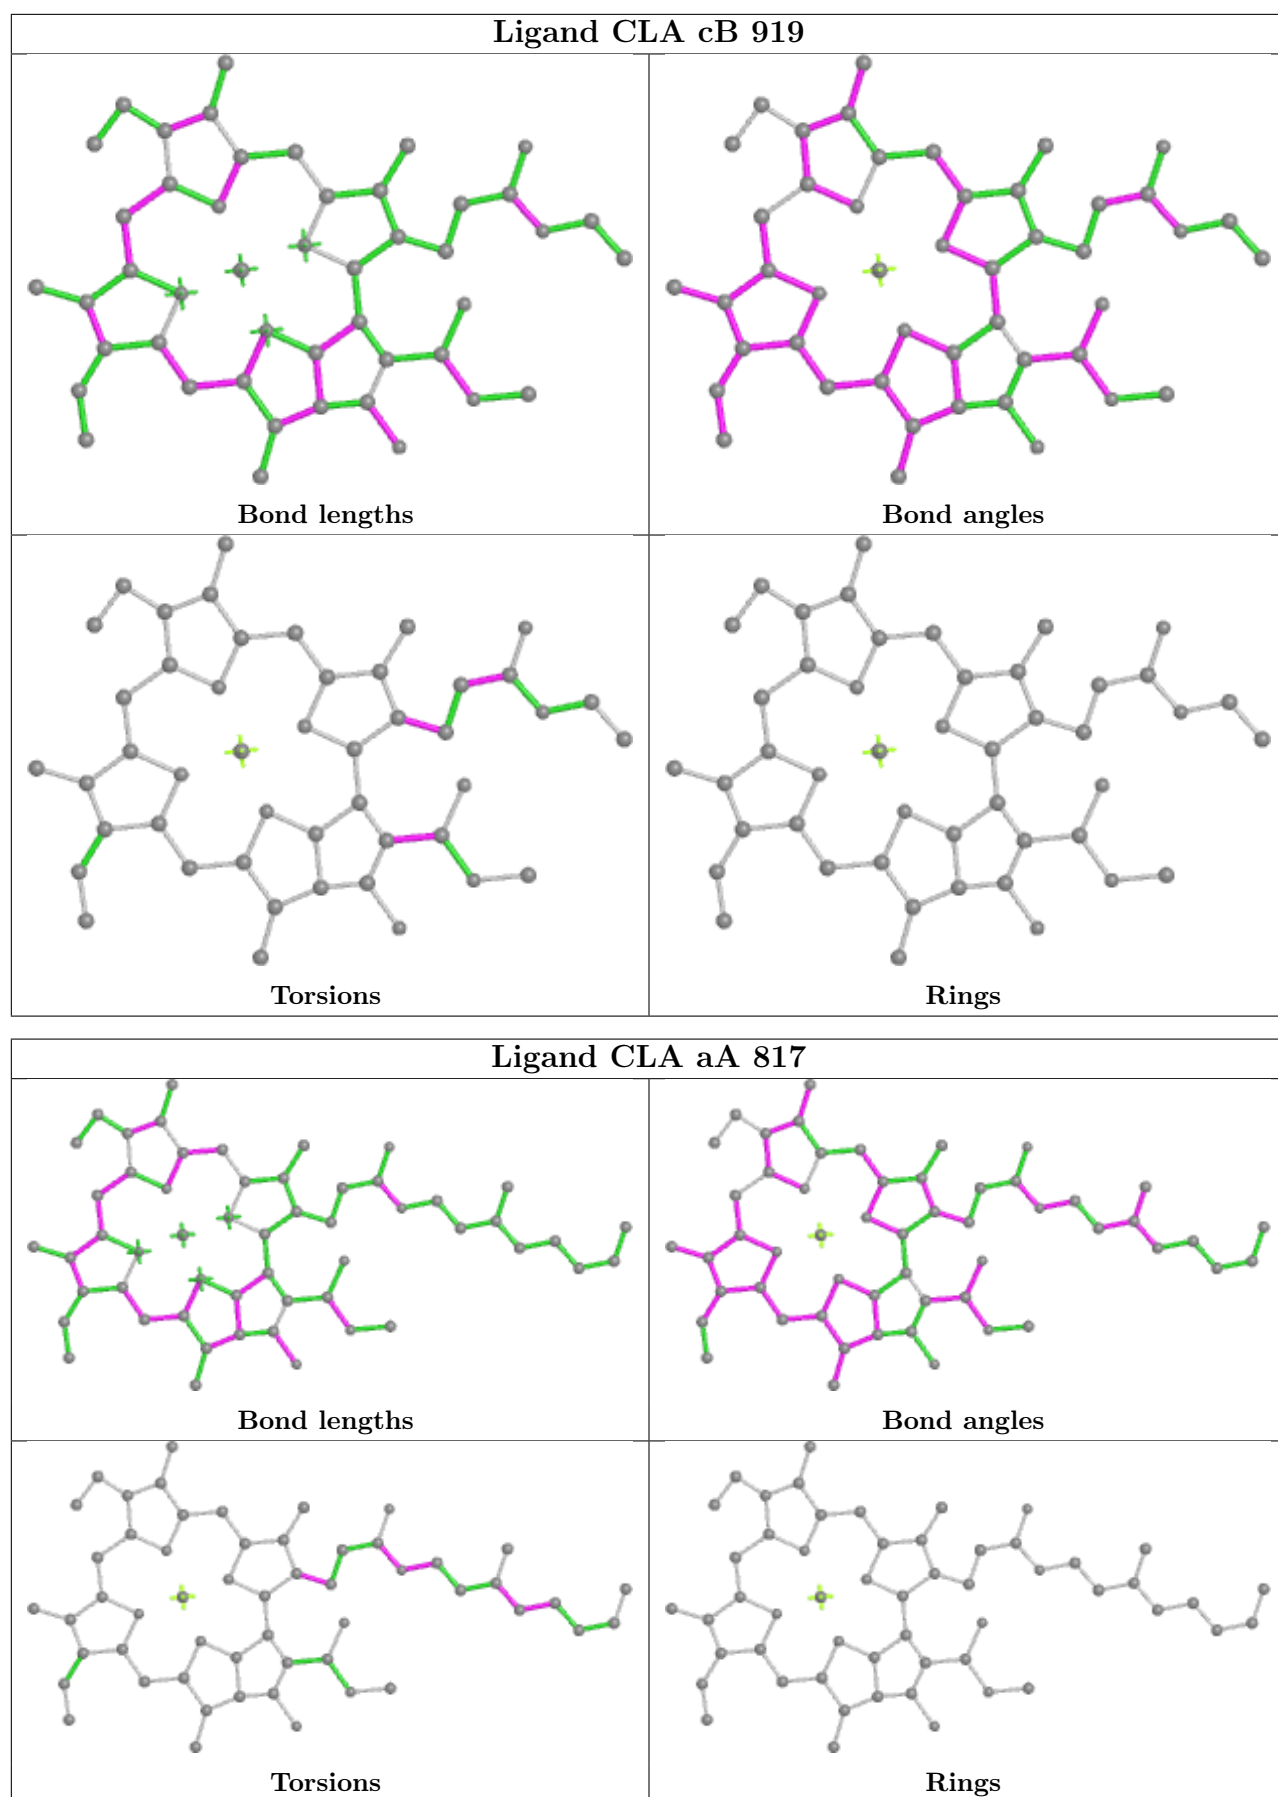 Ligand CLA cB 919
Bond lengths
Bond angles
Torsions
Rings
Ligand CLA aA 817
Bond lengths
Bond angles
Torsions
Rings